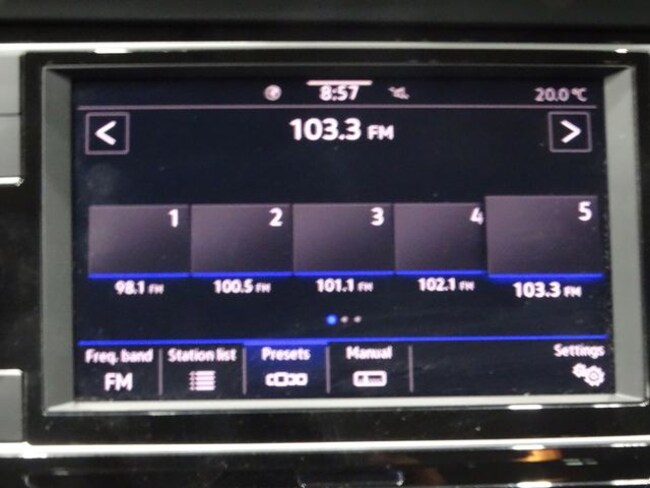 8:57 20.0°C
< 103.3 FM >
1 2 3 4 5
98.1 FM 100.5 FM 101.1 FM 102.1 FM 103.3 FM
Freq. band Station list Presets Manual Settings
FM